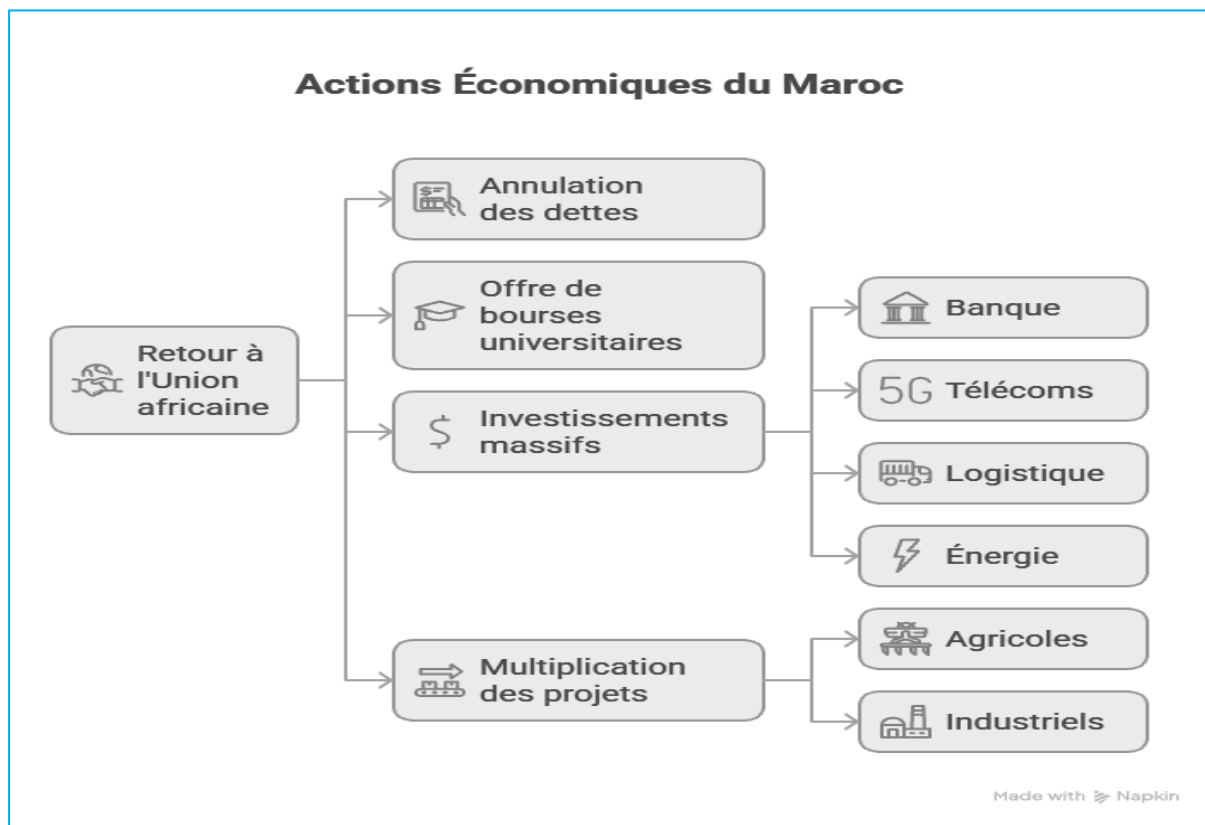 Actions Économiques du Maroc
Retour à
l'Union
africaine
Annulation
des dettes
Offre de
bourses
universitaires
$ Investissements
massifs
Multiplication
des projets
Banque
5G Télécoms
Logistique
Énergie
Agricoles
Industriels
Made with Napkin